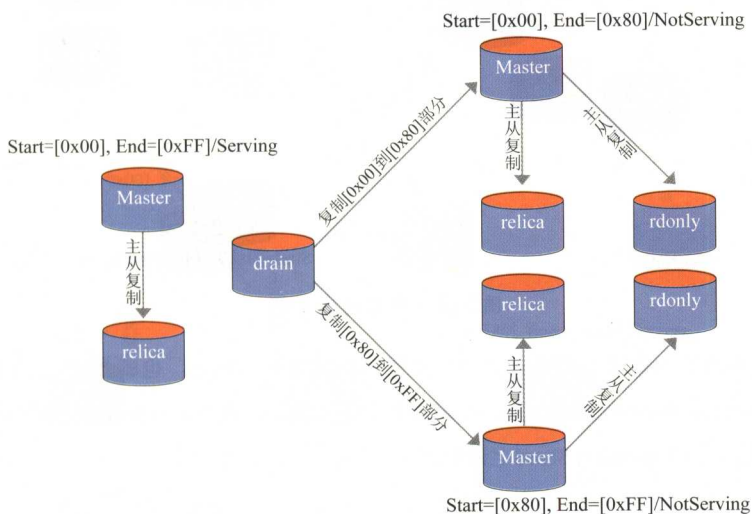 Start=[0x00], End=[0x80]/NotServing
Master
主从复制
主从复制
复制[0x00]到[0x80]部分
Start=[0x00], End=[0xFF]/Serving
Master
主从复制
relica
drain
relica
rdonly
relica
rdonly
复制[0x80]到[0xFF]部分
主从复制
主从复制
Master
Start=[0x80], End=[0xFF]/NotServing